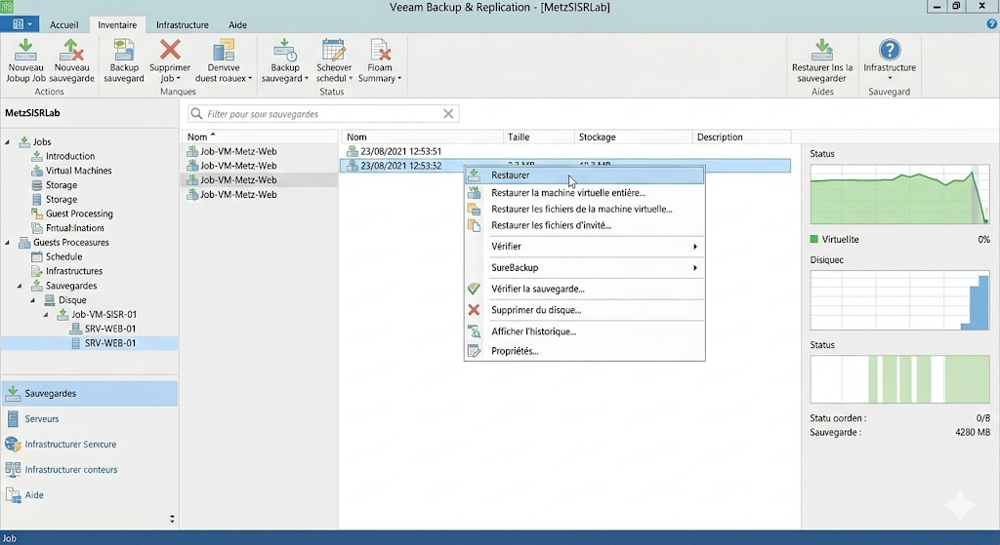 Veeam Backup & Replication - [MetzSISRLab]
Accueil
Inventaire
Infrastructure
Aide
Nouveau
Jobup Job
Nouveau
sauvegarde
Backup
sauvegard
Supprimer
job
Denvive
duest roauex
Backup
sauvegard
Scheover
schedul
Fioam
Summary
Restaurer Ins la
sauvegarder
Infrastructure
Actions
Manques
Status
Aides
Sauvegard
MetzSISRLab
Jobs
Introduction
Virtual Machines
Storage
Storage
Guest Processing
Guests Proceasures
Schedule
Infrastructures
Sauvegardes
Disque
Job-VM-SISR-01
SRV-WEB-01
SRV-WEB-01
Sauvegardes
Serveurs
Infrastructurer
Infrastructurer conteurs
Aide
Job
Filter pour sour sauvegardes
Nom
Job-VM-Metz-Web
Job-VM-Metz-Web
Job-VM-Metz-Web
Job-VM-Metz-Web
Nom
Taille
Stockage
Description
23/08/2021 12:53:51
23/08/2021 12:53:52
Restaurer
Restaurer la machine virtuelle entière...
Restaurer les fichiers de la machine virtuelle...
Restaurer les fichiers d'invité...
Vérifier
SureBackup
Vérifier la sauvegarde...
Supprimer du disque...
Afficher l'historique...
Propriétés...
Status
Virtuelite
0%
Disquec
Status
Statu oorden :
0/B
Sauvegarde :
4280 MB